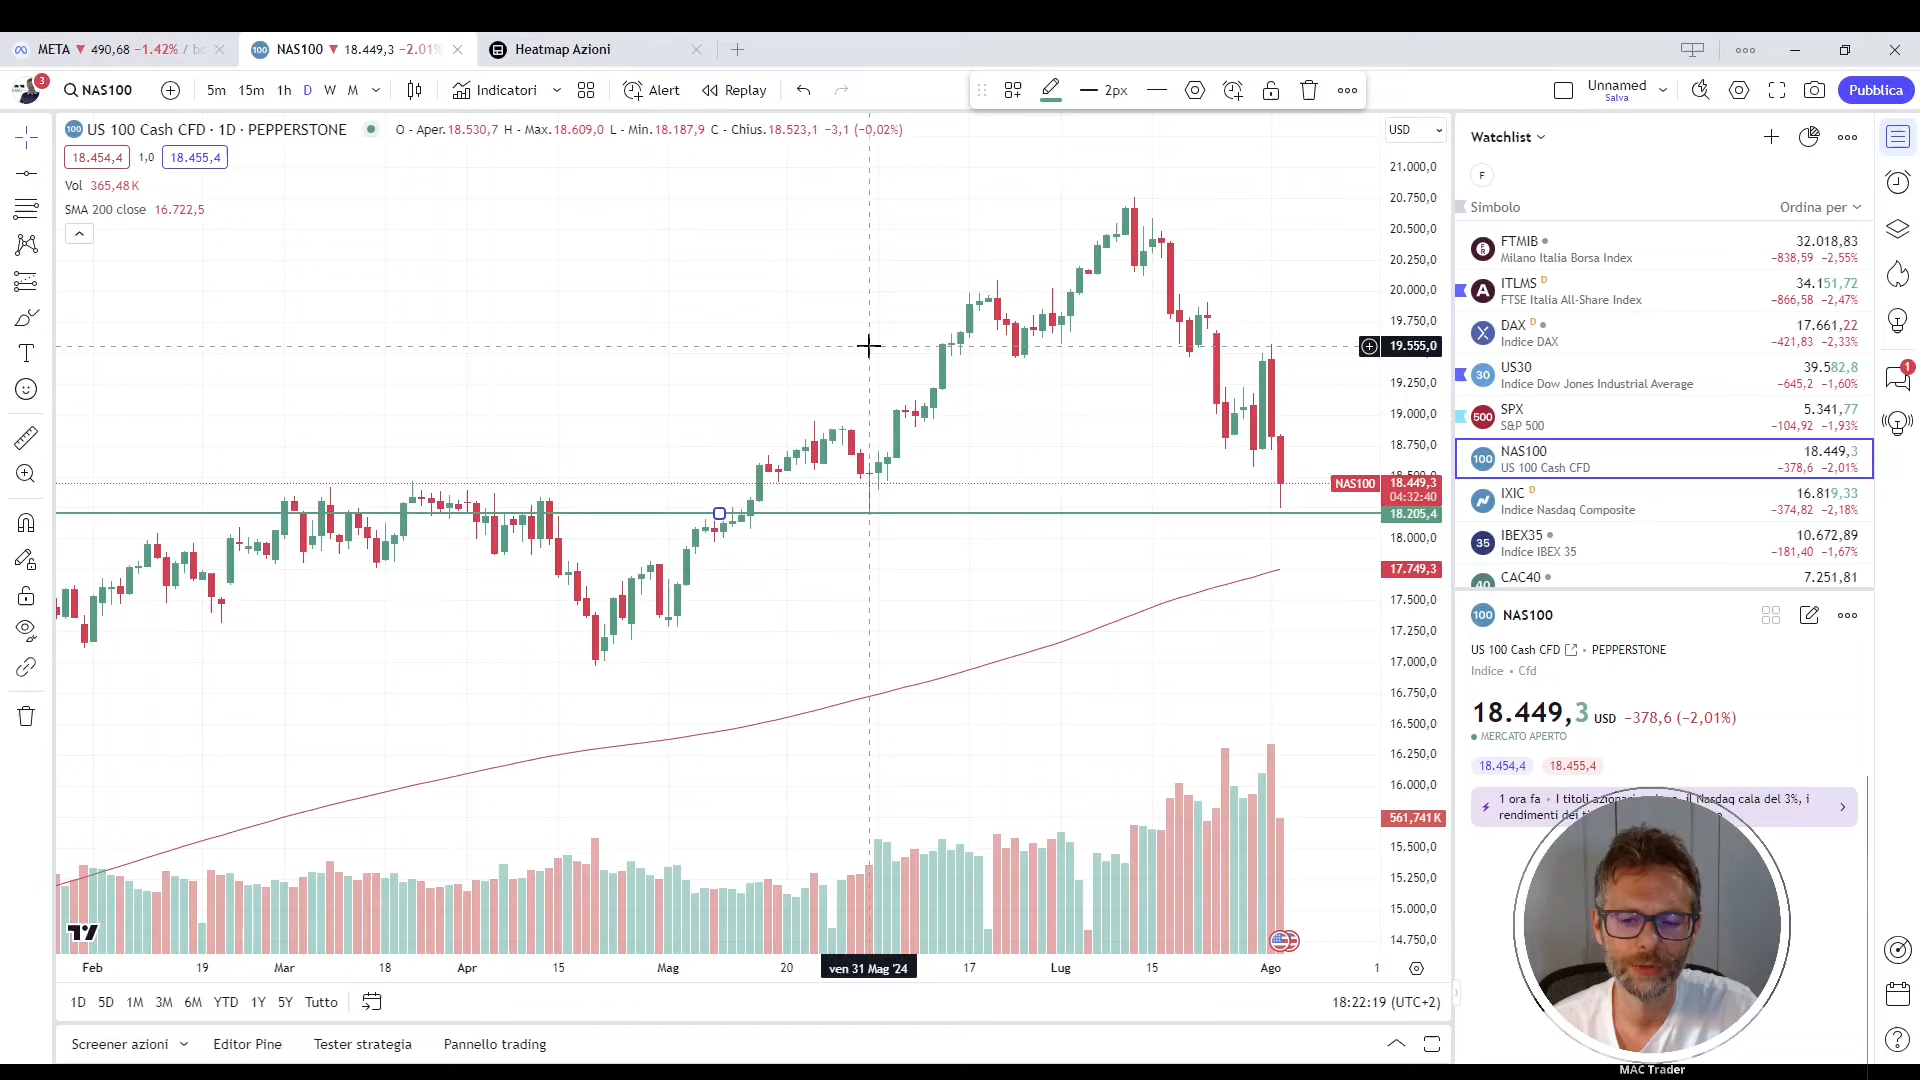 META 490,68 −1.42% / bo
NAS100 18.449,3 −2.01%
Heatmap Azioni
3
NAS100
5m 15m 1h D W M
Indicatori
Alert
Replay
2px
Unnamed
Salva
Pubblica
100 US 100 Cash CFD · 1D · PEPPERSTONE
O - Aper.18.530,7 H - Max.18.609,0 L - Min.18.187,9 C - Chius.18.523,1 −3,1 (−0,02%)
18.454,4 1,0 18.455,4
Vol 365,48K
SMA 200 close 16.722,5
USD
21.000,0
20.750,0
20.500,0
20.250,0
20.000,0
19.750,0
19.555,0
19.250,0
19.000,0
18.750,0
18.500,0
NAS100 18.449,3
04:32:40
18.205,4
18.000,0
17.749,3
17.500,0
17.250,0
17.000,0
16.750,0
16.500,0
16.250,0
16.000,0
561,741K
15.500,0
15.250,0
15.000,0
14.750,0
Feb 19 Mar 18 Apr 15 Mag 20 ven 31 Mag '24 17 Lug 15 Ago 1
1D 5D 1M 3M 6M YTD 1Y 5Y Tutto
18:22:19 (UTC+2)
Screener azioni Editor Pine Tester strategia Pannello trading
Watchlist
F
Simbolo Ordina per
FTMIB 32.018,83
Milano Italia Borsa Index −838,59 −2,55%
ITLMS D 34.151,72
FTSE Italia All-Share Index −866,58 −2,47%
DAX D 17.661,22
Indice DAX −421,83 −2,33%
30 US30 39.582,8
Indice Dow Jones Industrial Average −645,2 −1,60%
500 SPX 5.341,77
S&P 500 −104,92 −1,93%
100 NAS100 18.449,3
US 100 Cash CFD −378,6 −2,01%
IXIC D 16.819,33
Indice Nasdaq Composite −374,82 −2,18%
35 IBEX35 10.672,89
Indice IBEX 35 −181,40 −1,67%
40 CAC40 7.251,81
100 NAS100
US 100 Cash CFD • PEPPERSTONE
Indice • Cfd
18.449,3 USD −378,6 (−2,01%)
MERCATO APERTO
18.454,4 18.455,4
1 ora fa • I titoli il Nasdaq cala del 3%, i
rendimenti dei
1
MAC Trader